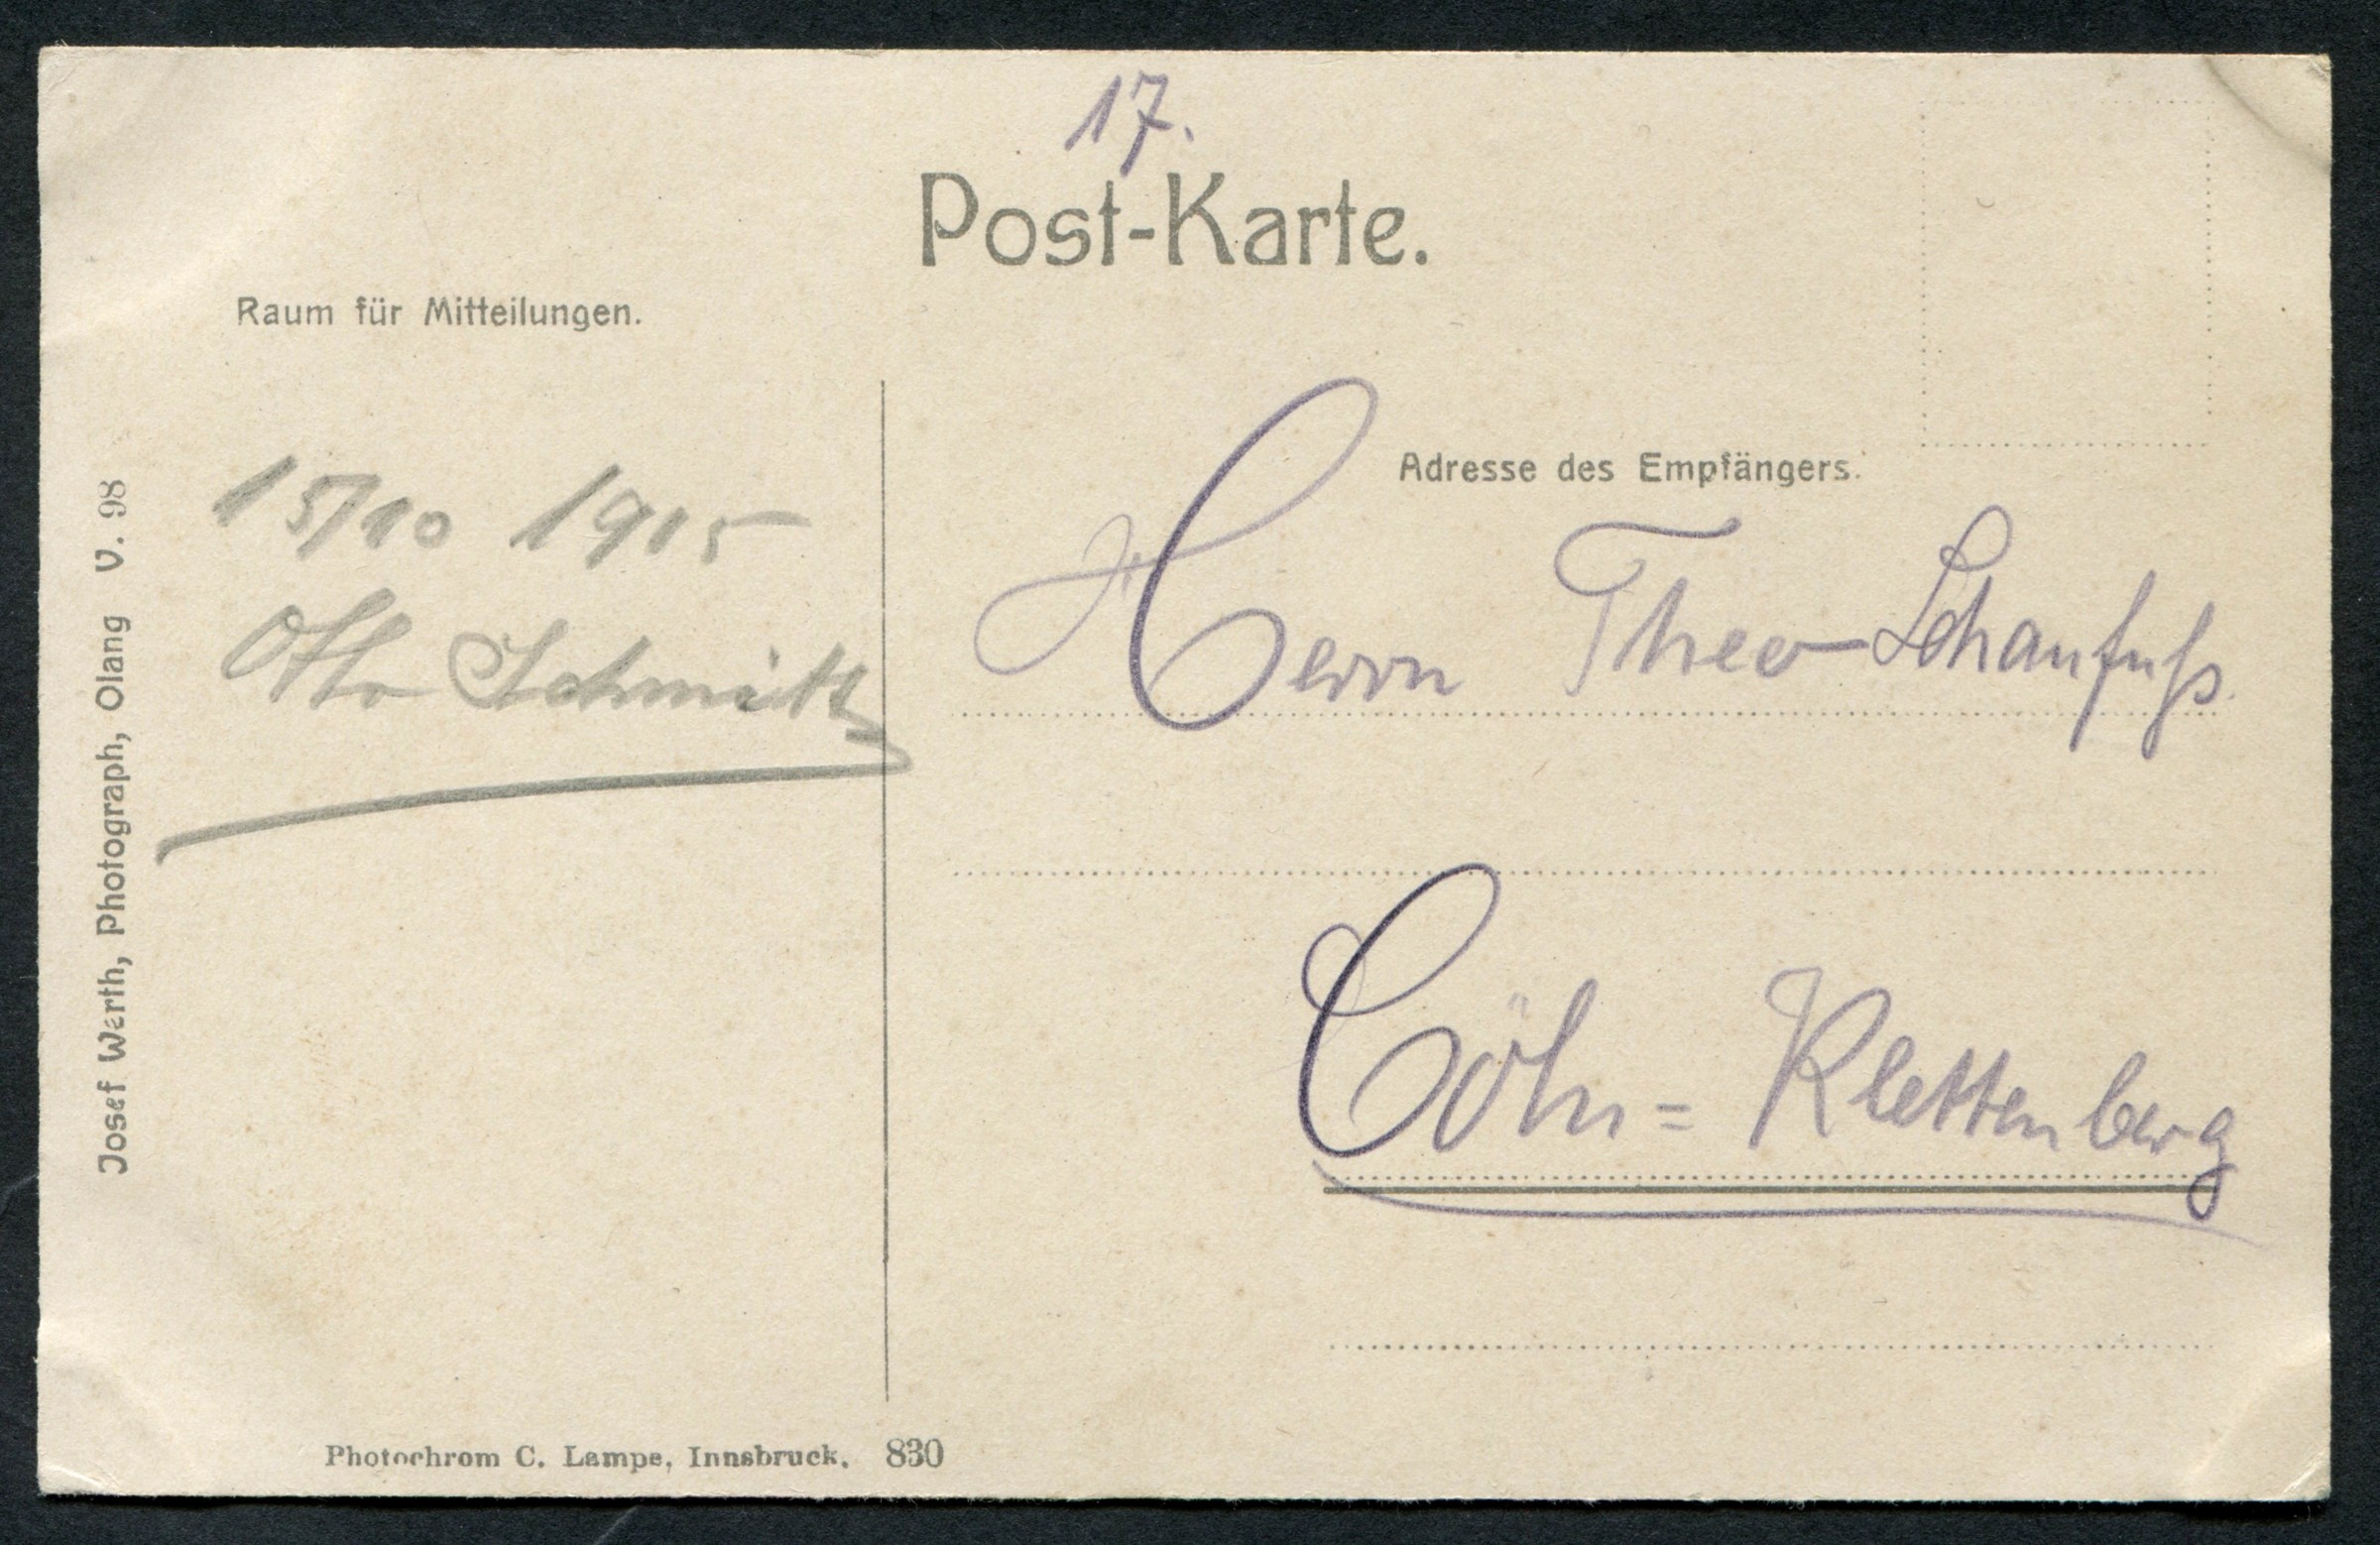 17.
Post-Karte.
Raum für Mitteilungen.
Adresse des Empfängers.
15/10 1915
Otto Schmitt
Herrn Theo Schaufuß.
Cöln = Klettenberg
Josef Werth, Photograph, Olang V. 98
Photochrom C. Lampe, Innsbruck. 830